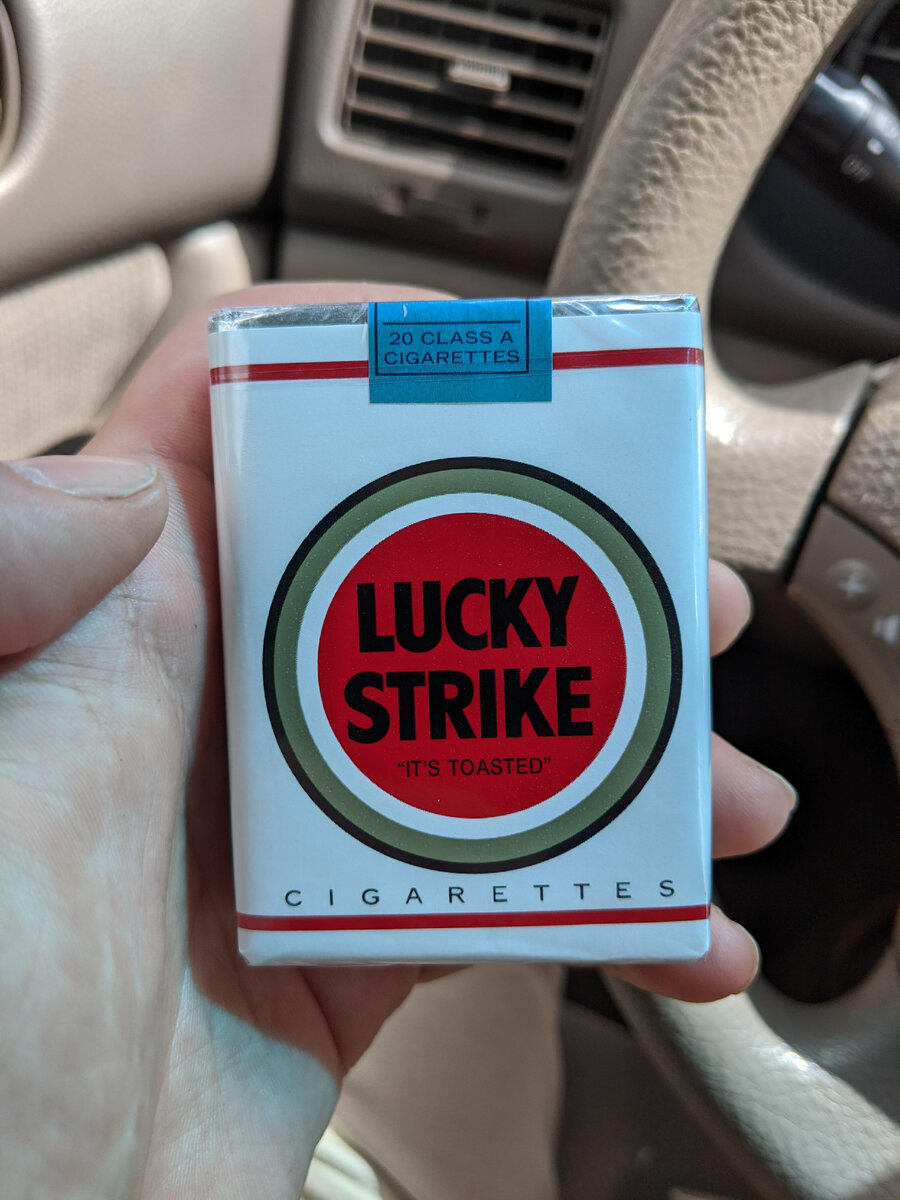 20 CLASS A
CIGARETTES
LUCKY
STRIKE
“IT'S TOASTED”
CIGARETTES